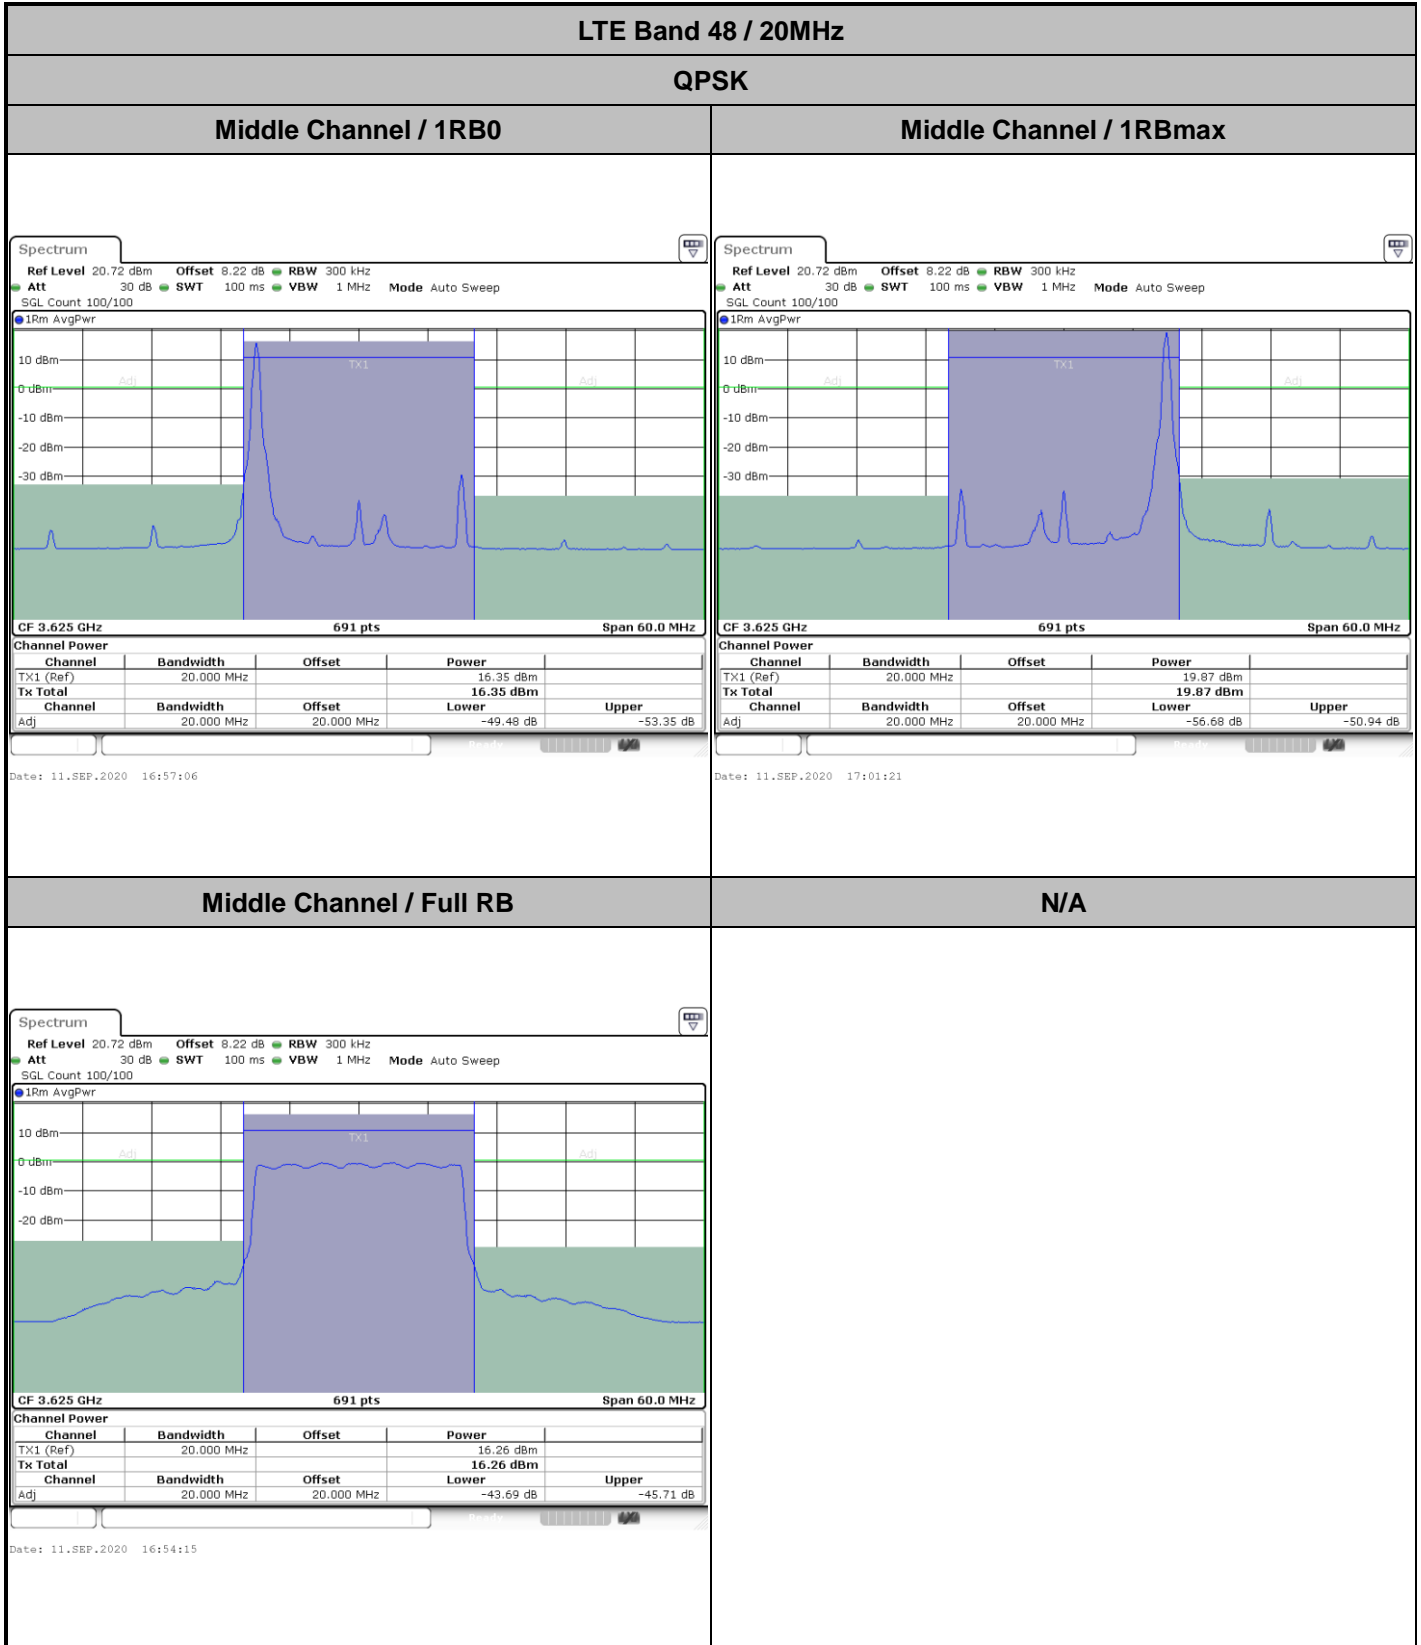 LTE Band 48 / 20MHz
QPSK
Middle Channel / 1RB0
Middle Channel / 1RBmax
Spectrum
Ref Level 20.72 dBm Offset 8.22 dB RBW 300 kHz
Att 30 dB SWT 100 ms VBW 1 MHz Mode Auto Sweep
SGL Count 100/100
1Rm AvgPwr
TX1
Adj
Adj
10 dBm
0 dBm
-10 dBm
-20 dBm
-30 dBm
CF 3.625 GHz 691 pts Span 60.0 MHz
Channel Power
Channel Bandwidth Offset Power
TX1 (Ref) 20.000 MHz 16.35 dBm
Tx Total 16.35 dBm
Channel Bandwidth Offset Lower Upper
Adj 20.000 MHz 20.000 MHz -49.48 dB -53.35 dB
Ready
Date: 11.SEP.2020 16:57:06
Spectrum
Ref Level 20.72 dBm Offset 8.22 dB RBW 300 kHz
Att 30 dB SWT 100 ms VBW 1 MHz Mode Auto Sweep
SGL Count 100/100
1Rm AvgPwr
TX1
Adj
Adj
10 dBm
0 dBm
-10 dBm
-20 dBm
-30 dBm
CF 3.625 GHz 691 pts Span 60.0 MHz
Channel Power
Channel Bandwidth Offset Power
TX1 (Ref) 20.000 MHz 19.87 dBm
Tx Total 19.87 dBm
Channel Bandwidth Offset Lower Upper
Adj 20.000 MHz 20.000 MHz -56.68 dB -50.94 dB
Ready
Date: 11.SEP.2020 17:01:21
Middle Channel / Full RB
N/A
Spectrum
Ref Level 20.72 dBm Offset 8.22 dB RBW 300 kHz
Att 30 dB SWT 100 ms VBW 1 MHz Mode Auto Sweep
SGL Count 100/100
1Rm AvgPwr
TX1
Adj
Adj
10 dBm
0 dBm
-10 dBm
-20 dBm
CF 3.625 GHz 691 pts Span 60.0 MHz
Channel Power
Channel Bandwidth Offset Power
TX1 (Ref) 20.000 MHz 16.26 dBm
Tx Total 16.26 dBm
Channel Bandwidth Offset Lower Upper
Adj 20.000 MHz 20.000 MHz -43.69 dB -45.71 dB
Ready
Date: 11.SEP.2020 16:54:15